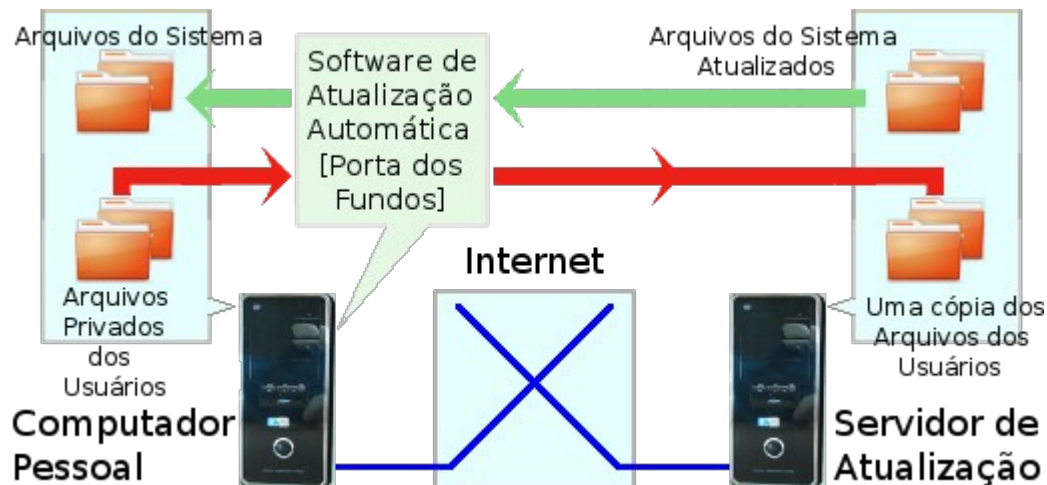 Arquivos do Sistema
Software de
Atualização
Automática
[Porta dos
Fundos]
Arquivos do Sistema
Atualizados
Arquivos
Privados
dos
Usuários
Internet
Uma cópia dos
Arquivos dos
Usuários
Computador
Pessoal
Servidor de
Atualização